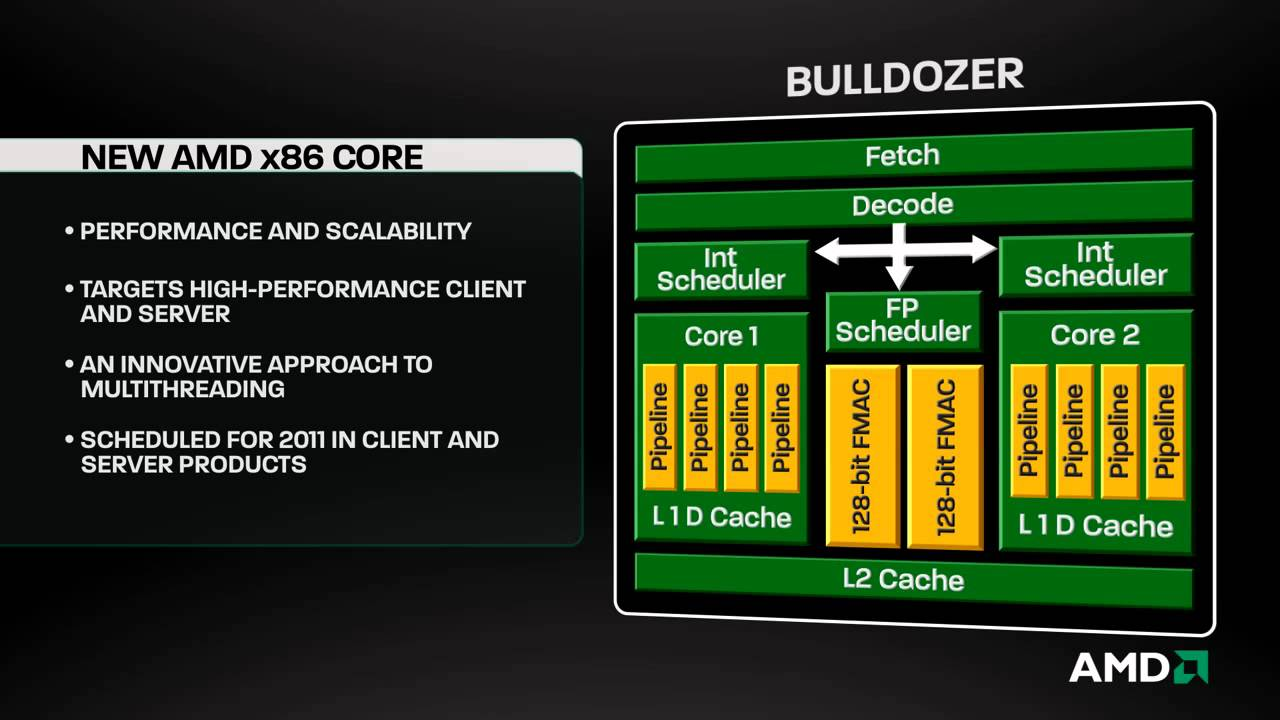 BULLDOZER
NEW AMD x86 CORE
• PERFORMANCE AND SCALABILITY
• TARGETS HIGH-PERFORMANCE CLIENT
AND SERVER
• AN INNOVATIVE APPROACH TO
MULTITHREADING
• SCHEDULED FOR 2011 IN CLIENT AND
SERVER PRODUCTS
Fetch
Decode
Int
Scheduler
Int
Scheduler
FP
Scheduler
Core 1
Pipeline
Pipeline
Pipeline
Pipeline
L1D Cache
128-bit FMAC
128-bit FMAC
Core 2
Pipeline
Pipeline
Pipeline
Pipeline
L1D Cache
L2 Cache
AMD